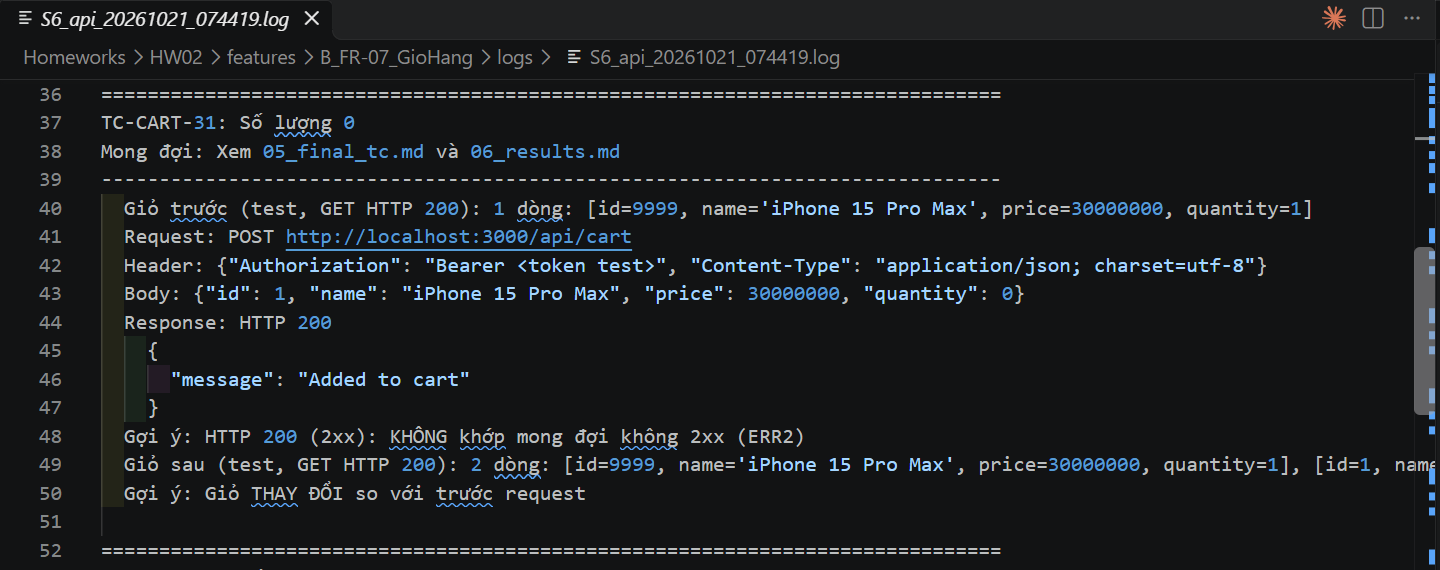 S6_api_20261021_074419.log
Homeworks > HW02 > features > B_FR-07_GioHang > logs > S6_api_20261021_074419.log
36 ==============================================================================
37 TC-CART-31: Số lượng 0
38 Mong đợi: Xem 05_final_tc.md và 06_results.md
39 ------------------------------------------------------------------------------
40 Giỏ trước (test, GET HTTP 200): 1 dòng: [id=9999, name='iPhone 15 Pro Max', price=30000000, quantity=1]
41 Request: POST http://localhost:3000/api/cart
42 Header: {"Authorization": "Bearer <token test>", "Content-Type": "application/json; charset=utf-8"}
43 Body: {"id": 1, "name": "iPhone 15 Pro Max", "price": 30000000, "quantity": 0}
44 Response: HTTP 200
45 {
46 "message": "Added to cart"
47 }
48 Gợi ý: HTTP 200 (2xx): KHÔNG khớp mong đợi không 2xx (ERR2)
49 Giỏ sau (test, GET HTTP 200): 2 dòng: [id=9999, name='iPhone 15 Pro Max', price=30000000, quantity=1], [id=1, name
50 Gợi ý: Giỏ THAY ĐỔI so với trước request
51
52 ==============================================================================